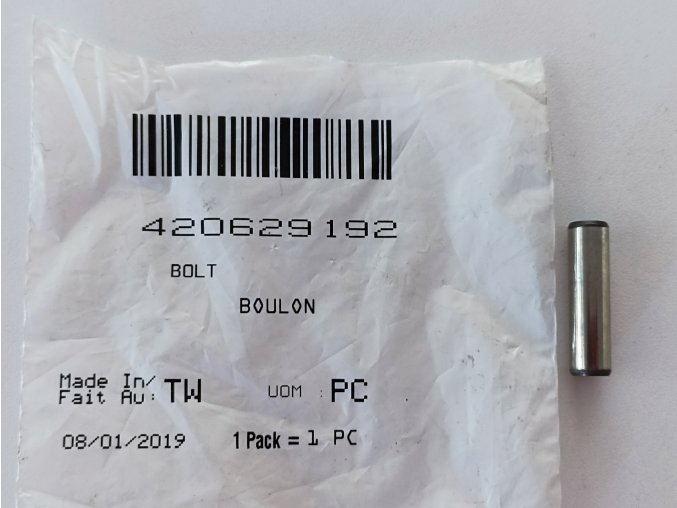 420629192
BOLT
BOULON
Made In/ Fait Au: TW UOM : PC
08/01/2019 1 Pack = 1 PC